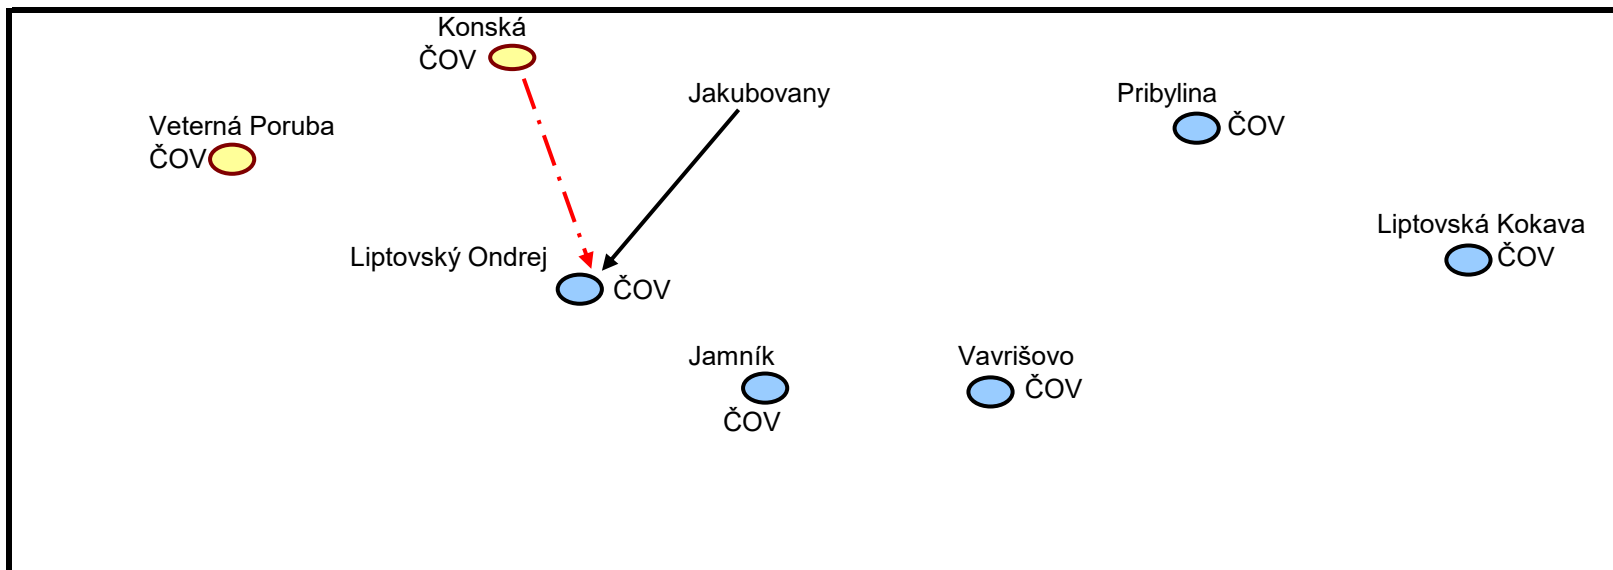 Konská
ČOV
Jakubovany
Pribylina
ČOV
Veterná Poruba
ČOV
Liptovská Kokava
ČOV
Liptovský Ondrej
ČOV
Jamník
ČOV
Vavrišovo
ČOV